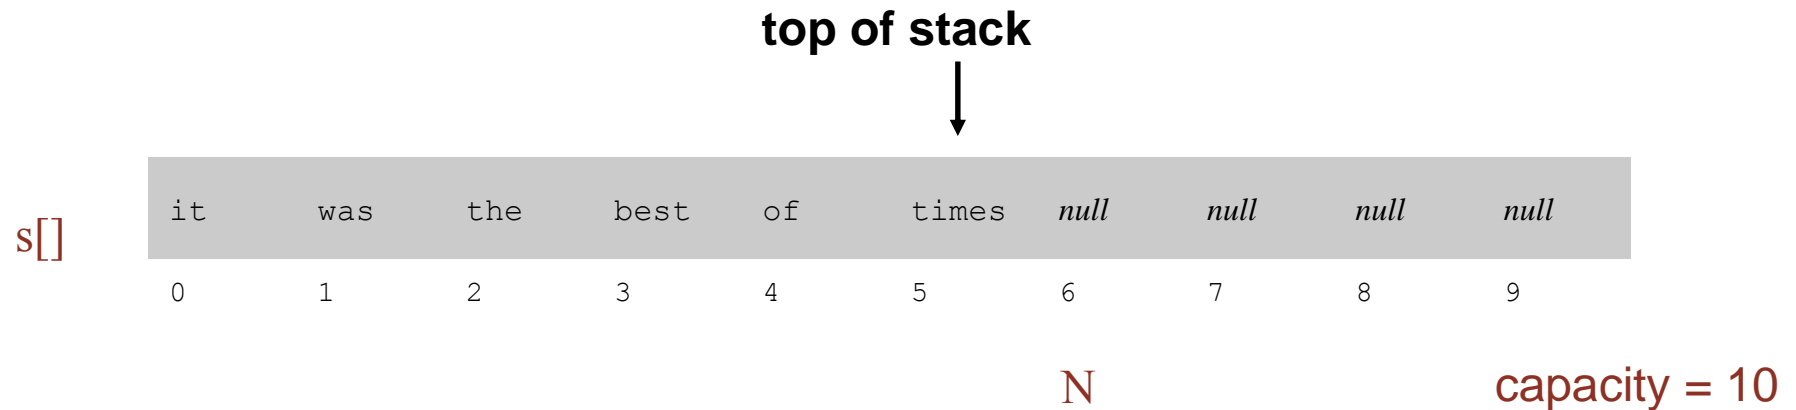 top of stack
it was the best of times null null null null
s[]
0 1 2 3 4 5 6 7 8 9
N
capacity = 10